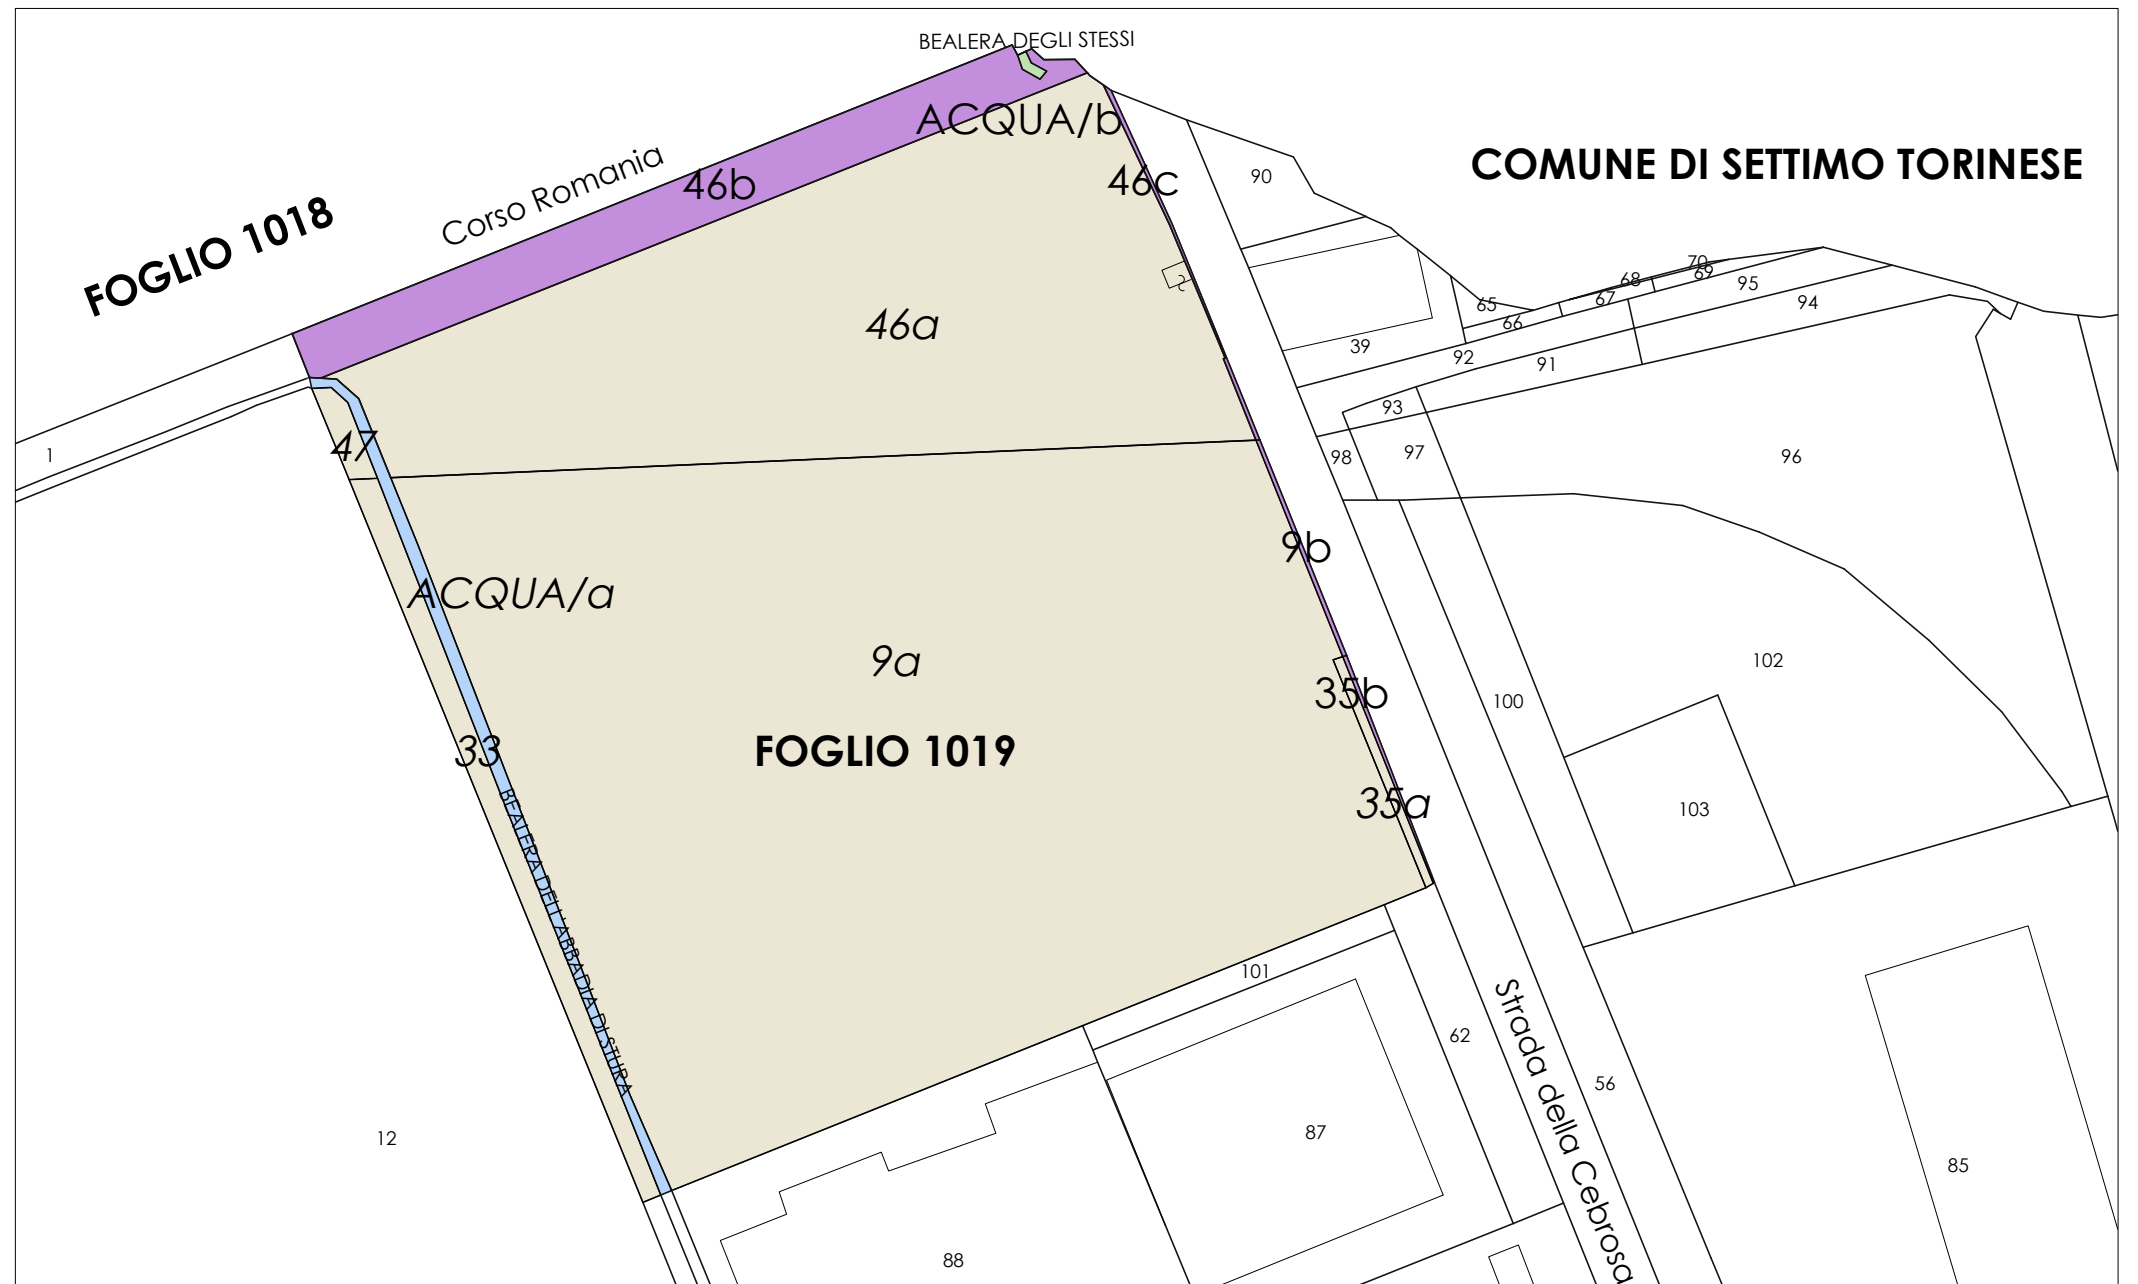 BEALERA DEGLI STESSI
ACQUA/b
COMUNE DI SETTIMO TORINESE
Corso Romania
46b
46c
90
FOGLIO 1018
70
69
68
95
67
94
65
66
46a
39
92
91
93
47
1
98
97
96
9b
ACQUA/a
9a
102
35b
100
33
FOGLIO 1019
35a
103
BEALERA DELL'ABBADIA DI STURA
101
62
Strada della Cebrosa
56
12
87
85
88